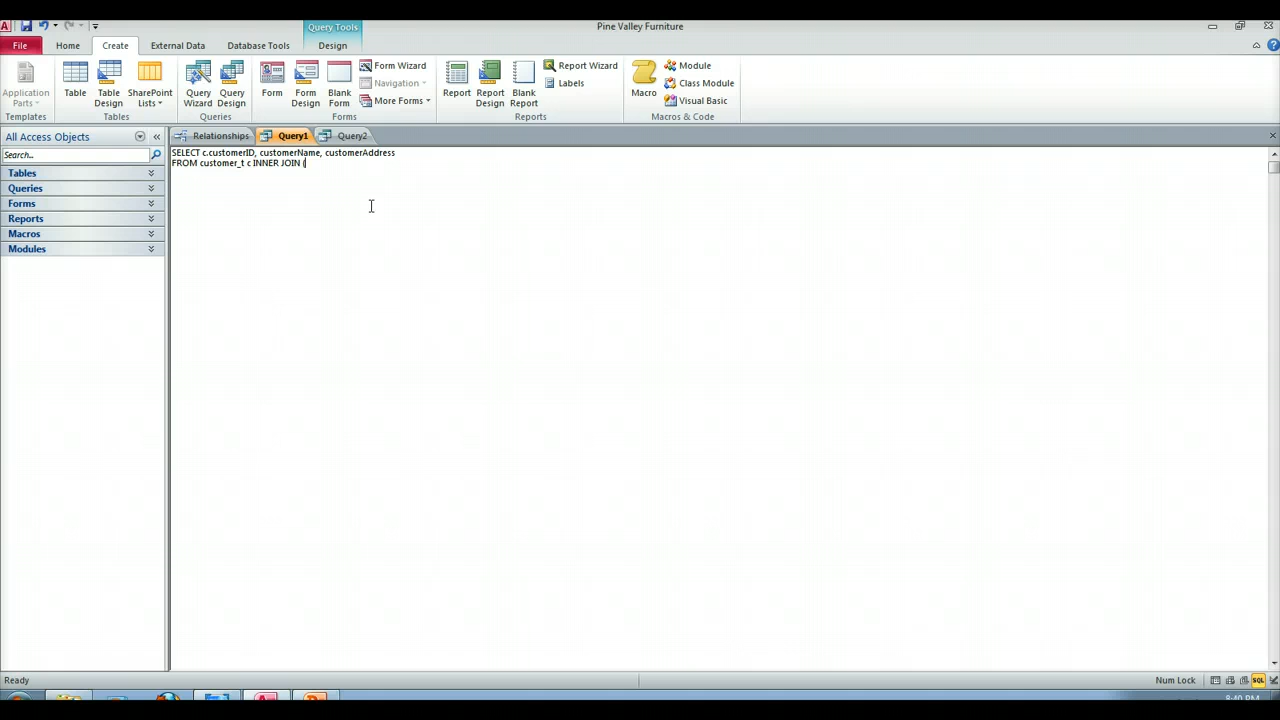 Query Tools
Pine Valley Furniture
File
Home
Create
External Data
Database Tools
Design
Application Parts
Table
Table Design
SharePoint Lists
Query Wizard
Query Design
Form
Form Design
Blank Form
Form Wizard
Navigation
More Forms
Report
Report Design
Blank Report
Report Wizard
Labels
Macro
Module
Class Module
Visual Basic
Templates
Tables
Queries
Forms
Reports
Macros & Code
All Access Objects
Relationships
Query1
Query2
Search..
SELECT c.customerID, customerName, customerAddress
FROM customer_t c INNER JOIN (
Tables
Queries
Forms
Reports
Macros
Modules
Ready
Num Lock
SQL
8:40 PM